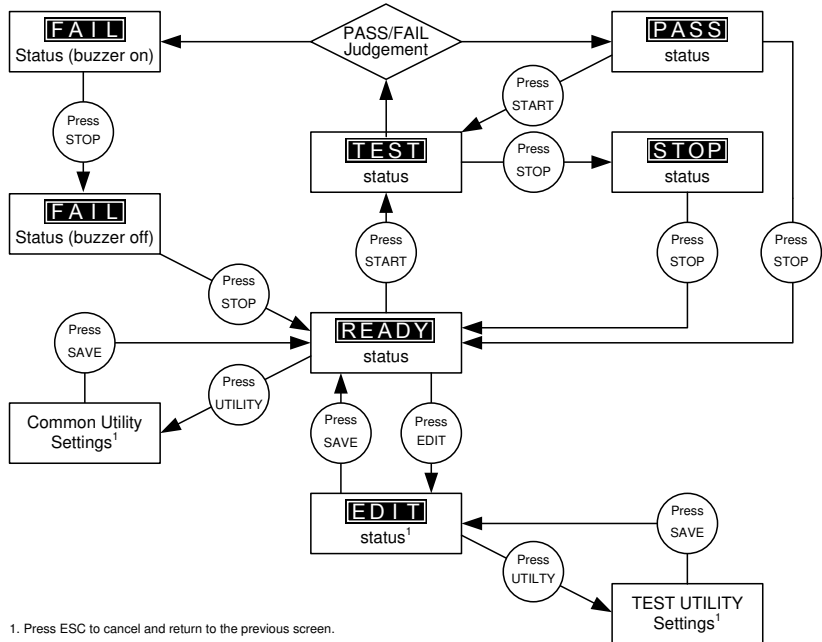 FAIL
Status (buzzer on)
PASS/FAIL
Judgement
PASS
status
Press
START
Press
STOP
TEST
status
Press
STOP
STOP
status
FAIL
Status (buzzer off)
Press
START
Press
STOP
Press
STOP
Press
STOP
READY
status
Press
SAVE
Press
UTILITY
Common Utility
Settings1
Press
SAVE
Press
EDIT
EDIT
status1
Press
SAVE
Press
UTILTY
TEST UTILITY
Settings1
1. Press ESC to cancel and return to the previous screen.